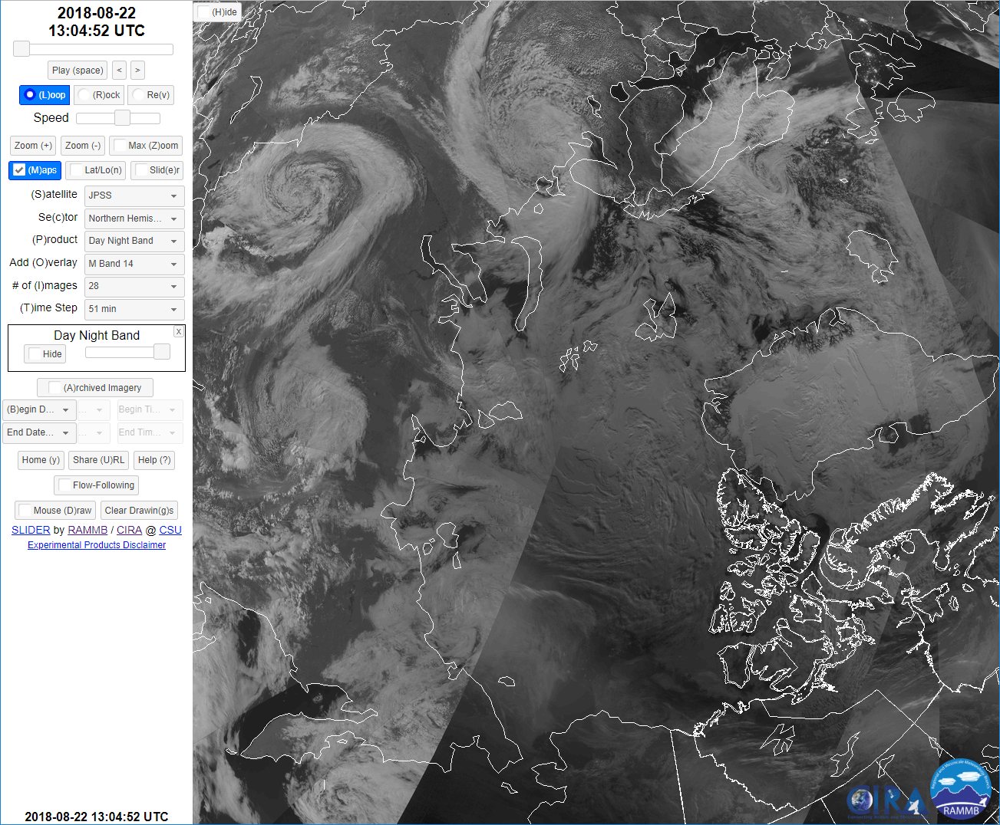 2018-08-22
13:04:52 UTC
(H)ide
Play (space) < >
(L)oop (R)ock Re(v)
Speed
Zoom (+) Zoom (-) Max (Z)oom
(M)aps Lat/Lo(n) Slid(e)r
(S)atellite JPSS
Se(c)tor Northern Hemis...
(P)roduct Day Night Band
Add (O)verlay M Band 14
# of (I)mages 28
(T)ime Step 51 min
Day Night Band X
Hide
(A)rchived Imagery
(B)egin D... ... Begin Ti...
End Date... ... End Tim...
Home (y) Share (U)RL Help (?)
Flow-Following
Mouse (D)raw Clear Drawin(g)s
SLIDER by RAMMB / CIRA @ CSU
Experimental Products Disclaimer
2018-08-22 13:04:52 UTC
CIRA
RAMMB